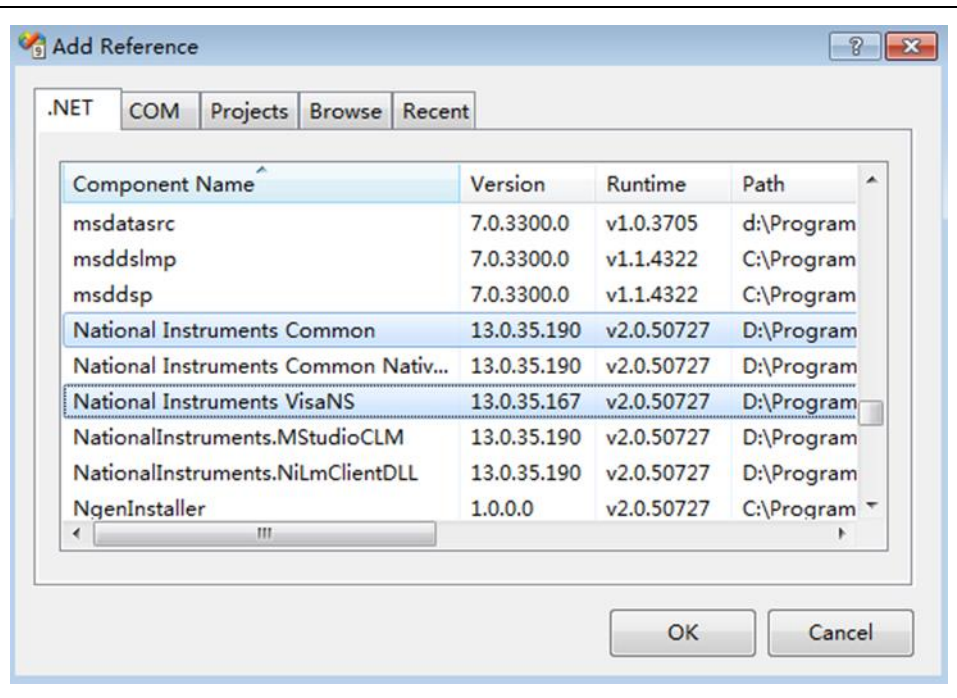 Add Reference
.NET COM Projects Browse Recent
Component Name Version Runtime Path
msdatasrc 7.0.3300.0 v1.0.3705 d:\Program
msddslmp 7.0.3300.0 v1.1.4322 C:\Program
msddsp 7.0.3300.0 v1.1.4322 C:\Program
National Instruments Common 13.0.35.190 v2.0.50727 D:\Program
National Instruments Common Nativ... 13.0.35.190 v2.0.50727 D:\Program
National Instruments VisaNS 13.0.35.167 v2.0.50727 D:\Program
NationalInstruments.MStudioCLM 13.0.35.190 v2.0.50727 D:\Program
NationalInstruments.NiLmClientDLL 13.0.35.190 v2.0.50727 D:\Program
NgenInstaller 1.0.0.0 v2.0.50727 C:\Program
OK Cancel